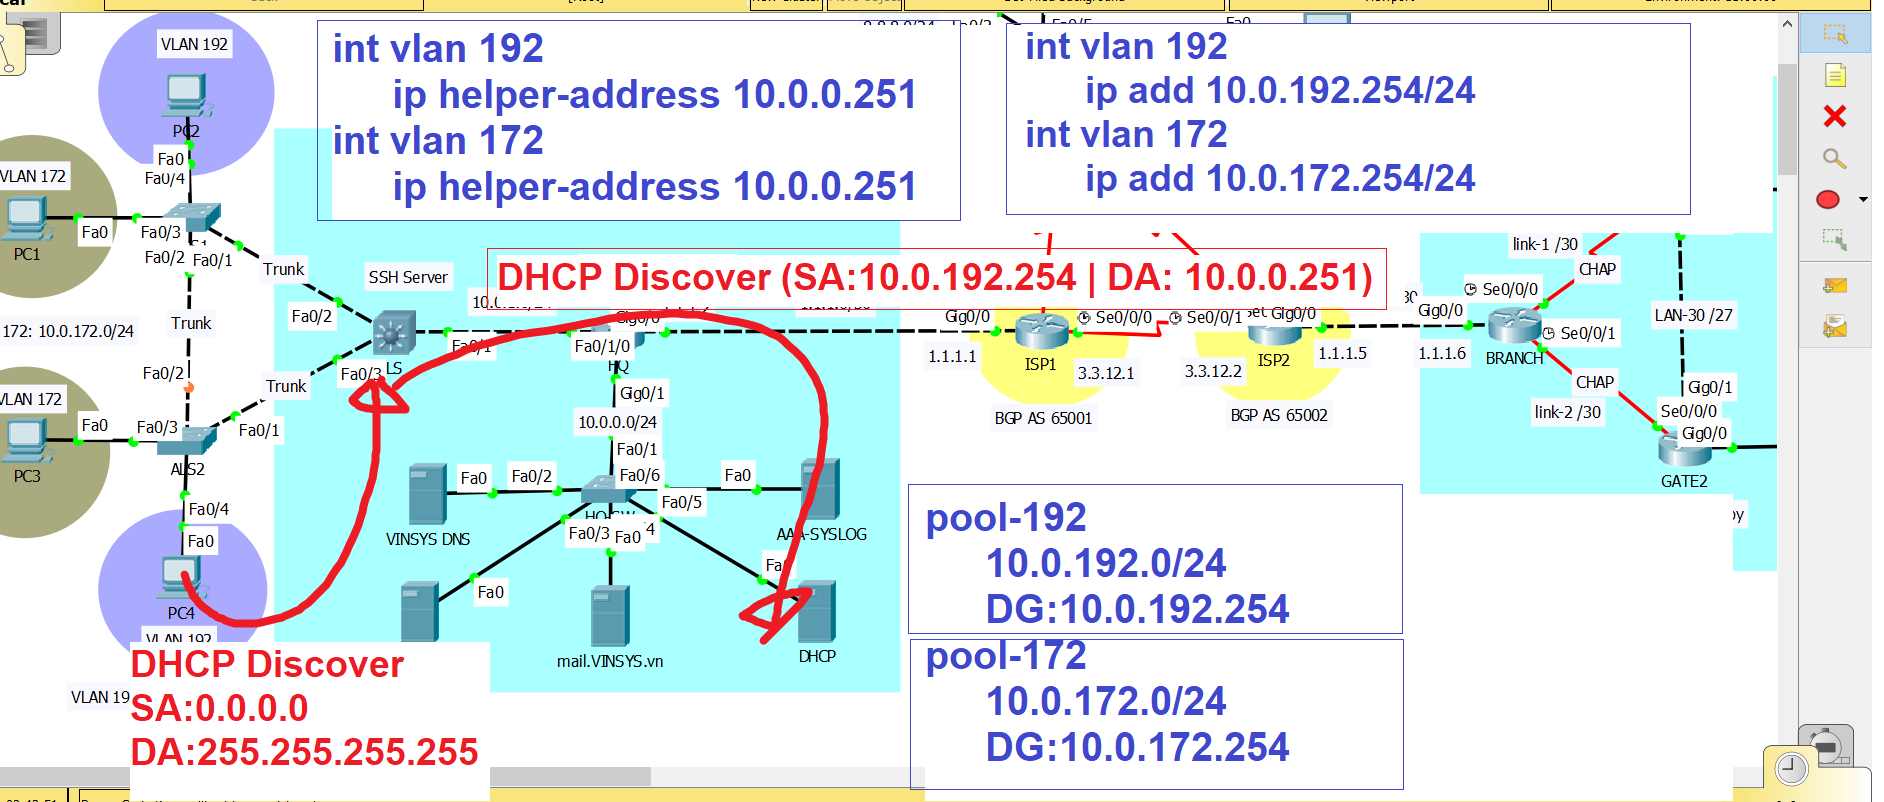 VLAN 192
PC2
Fa0
Fa0/4
VLAN 172
PC1
Fa0
Fa0/3
Fa0/2
Fa0/1
Trunk
Fa0/2
SSH Server
172: 10.0.172.0/24
Trunk
LS
Fa0/1
Fa0/3
Fa0/2
Trunk
VLAN 172
Fa0
Fa0/3
Fa0/1
PC3
ALS2
Fa0/4
Fa0
PC4
VLAN 192
VLAN 19
int vlan 192
ip helper-address 10.0.0.251
int vlan 172
ip helper-address 10.0.0.251
int vlan 192
ip add 10.0.192.254/24
int vlan 172
ip add 10.0.172.254/24
DHCP Discover (SA:10.0.192.254 | DA: 10.0.0.251)
Gig0/0
Fa0/1/0
HQ
Gig0/1
10.0.0.0/24
Fa0/1
Fa0/6
Fa0/2
Fa0
Fa0
Fa0/5
VINSYS DNS
AAA-SYSLOG
Fa0/3
Fa0
4
Fa0
mail.VINSYS.vn
DHCP
Gig0/0
1.1.1.1
ISP1
Se0/0/0
3.3.12.1
BGP AS 65001
Se0/0/1
Gig0/0
3.3.12.2
ISP2
1.1.1.5
BGP AS 65002
Gig0/0
1.1.1.6
BRANCH
Se0/0/0
Se0/0/1
link-1 /30
CHAP
LAN-30 /27
CHAP
link-2 /30
Gig0/1
Se0/0/0
Gig0/0
GATE2
DHCP Discover
SA:0.0.0.0
DA:255.255.255.255
pool-192
10.0.192.0/24
DG:10.0.192.254
pool-172
10.0.172.0/24
DG:10.0.172.254